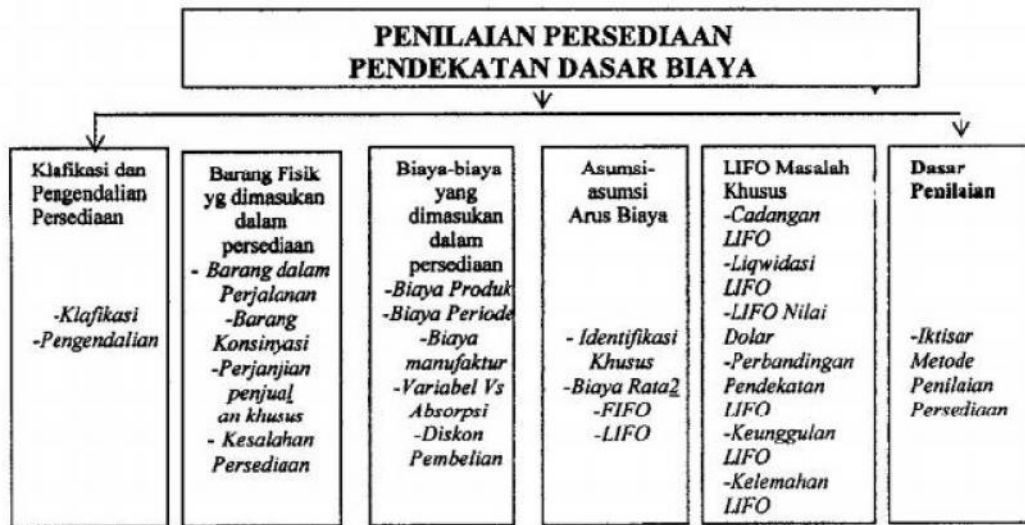 PENILAIAN PERSEDIAAN
PENDEKATAN DASAR BIAYA
Klafikasi dan
Pengendalian
Persediaan
-Klafikasi
-Pengendalian
Barang Fisik
yg dimasukan
dalam
persediaan
- Barang dalam
Perjalanan
-Barang
Konsinyasi
-Perjanjian
penjual
an khusus
- Kesalahan
Persediaan
Biaya-biaya
yang
dimasukan
dalam
persediaan
-Biaya Produk
-Biaya Periode
-Biaya
manufaktur
-Variabel Vs
Absorpsi
-Diskon
Pembelian
Asumsi-
asumsi
Arus Biaya
- Identifikasi
Khusus
-Biaya Rata2
-FIFO
-LIFO
LIFO Masalah
Khusus
-Cadangan
LIFO
-Liqwidasi
LIFO
-LIFO Nilai
Dolar
-Perbandingan
Pendekatan
LIFO
-Keunggulan
LIFO
-Kelemahan
LIFO
Dasar
Penilaian
-Iktisar
Metode
Penilaian
Persediaan